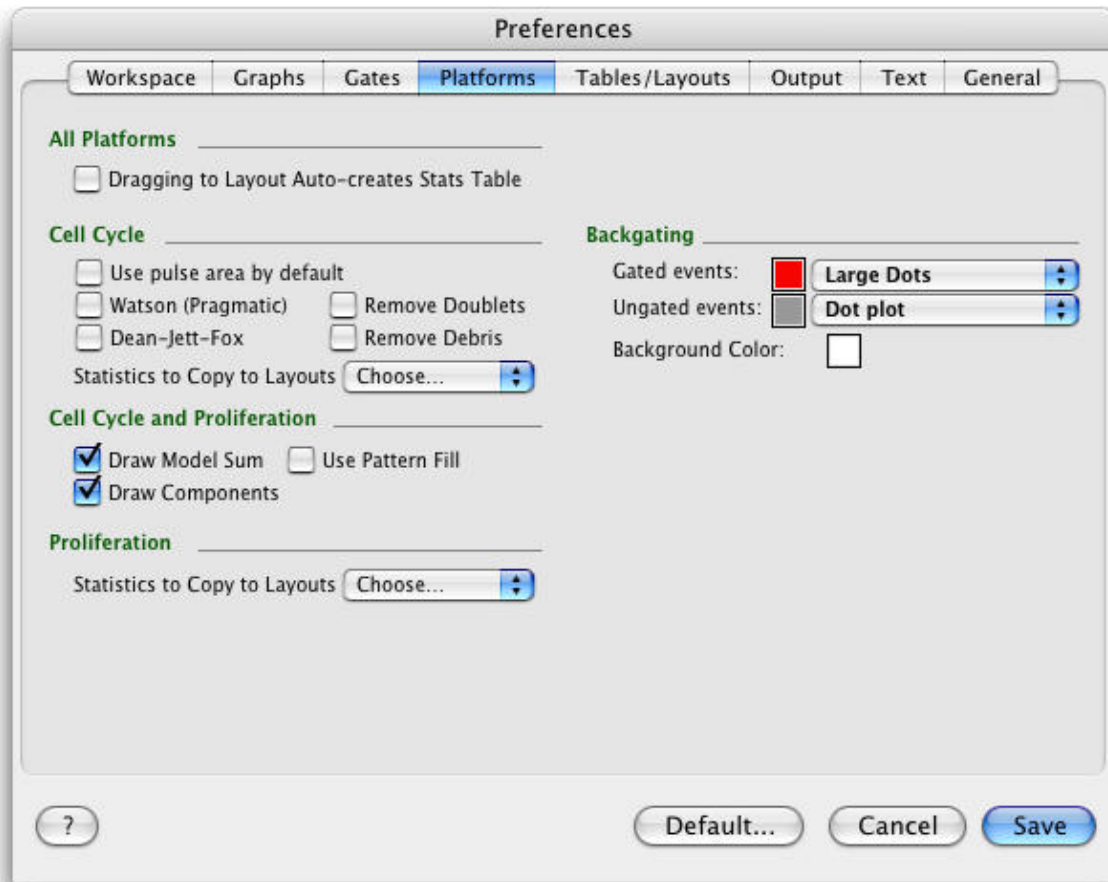 Preferences
Workspace Graphs Gates Platforms Tables/Layouts Output Text General
All Platforms
Dragging to Layout Auto-creates Stats Table
Cell Cycle
Use pulse area by default
Watson (Pragmatic) Remove Doublets
Dean-Jett-Fox Remove Debris
Statistics to Copy to Layouts Choose...
Cell Cycle and Proliferation
Draw Model Sum Use Pattern Fill
Draw Components
Proliferation
Statistics to Copy to Layouts Choose...
Backgating
Gated events: Large Dots
Ungated events: Dot plot
Background Color:
? Default... Cancel Save